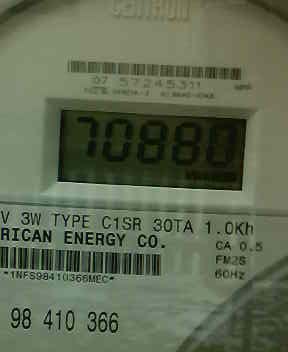 CENTRON
07 57245311
70880
V 3W TYPE C1SR 30TA 1.0Kh
RICAN ENERGY CO.
CA 0.5
FM2S
60Hz
*1NFS98410366MEC*
98 410 366